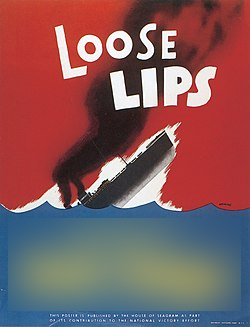 LOOSE
LIPS
THIS POSTER IS PUBLISHED BY THE HOUSE OF SEAGRAM AS PART
OF ITS CONTRIBUTION TO THE NATIONAL VICTORY EFFORT